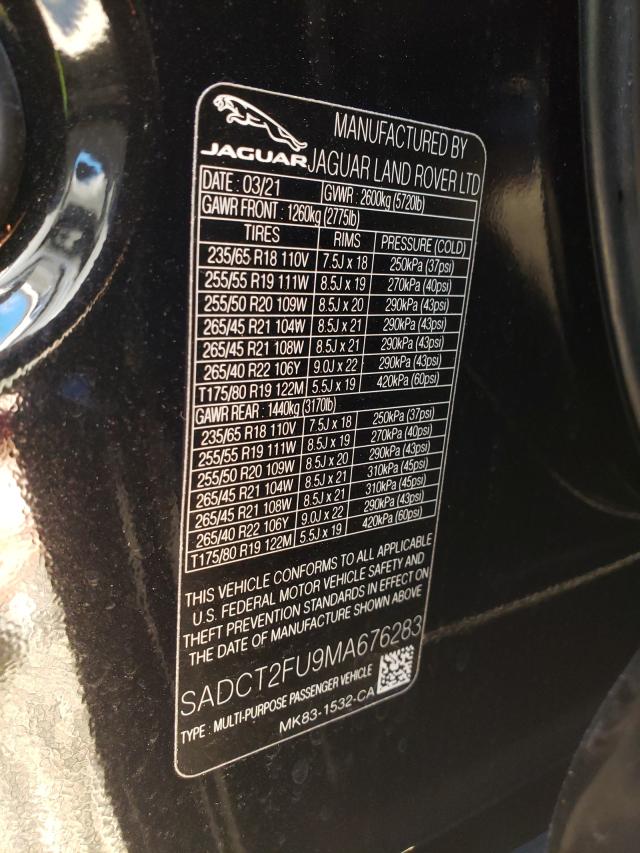 MANUFACTURED BY
JAGUAR JAGUAR LAND ROVER LTD
DATE : 03/21 GVWR : 2600kg (5720lb)
GAWR FRONT : 1260kg (2775lb)
TIRES RIMS PRESSURE (COLD)
235/65 R18 110V 7.5J x 18 250kPa (37psi)
255/55 R19 111W 8.5J x 19 270kPa (40psi)
255/50 R20 109W 8.5J x 20 290kPa (43psi)
265/45 R21 104W 8.5J x 21 290kPa (43psi)
265/45 R21 108W 8.5J x 21 290kPa (43psi)
265/40 R22 106Y 9.0J x 22 290kPa (43psi)
T175/80 R19 122M 5.5J x 19 420kPa (60psi)
GAWR REAR : 1440kg (3170lb)
235/65 R18 110V 7.5J x 18 250kPa (37psi)
255/55 R19 111W 8.5J x 19 270kPa (40psi)
255/50 R20 109W 8.5J x 20 290kPa (43psi)
265/45 R21 104W 8.5J x 21 310kPa (45psi)
265/45 R21 108W 8.5J x 21 310kPa (45psi)
265/40 R22 106Y 9.0J x 22 290kPa (43psi)
T175/80 R19 122M 5.5J x 19 420kPa (60psi)
THIS VEHICLE CONFORMS TO ALL APPLICABLE
U.S. FEDERAL MOTOR VEHICLE SAFETY AND
THEFT PREVENTION STANDARDS IN EFFECT ON
THE DATE OF MANUFACTURE SHOWN ABOVE
SADCT2FU9MA676283
TYPE : MULTI-PURPOSE PASSENGER VEHICLE
MK83-1532-CA